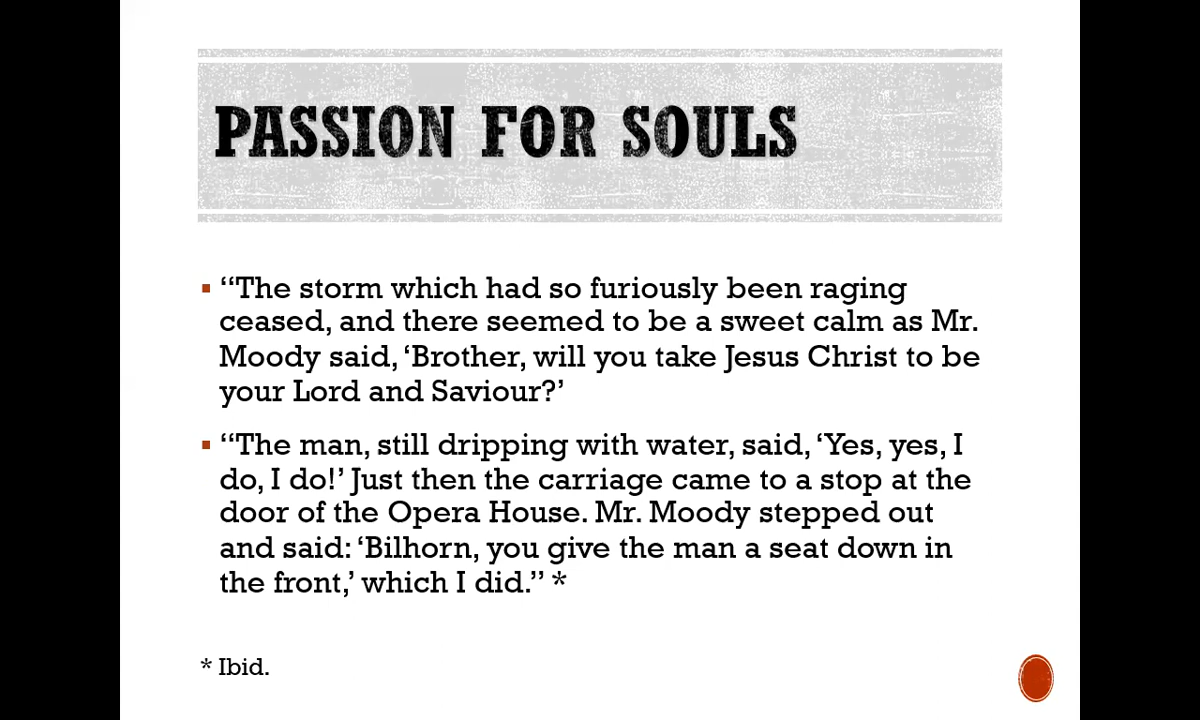 PASSION FOR SOULS
▪ “The storm which had so furiously been raging
ceased, and there seemed to be a sweet calm as Mr.
Moody said, ‘Brother, will you take Jesus Christ to be
your Lord and Saviour?’
▪ “The man, still dripping with water, said, ‘Yes, yes, I
do, I do!’ Just then the carriage came to a stop at the
door of the Opera House. Mr. Moody stepped out
and said: ‘Bilhorn, you give the man a seat down in
the front,’ which I did.” *
* Ibid.